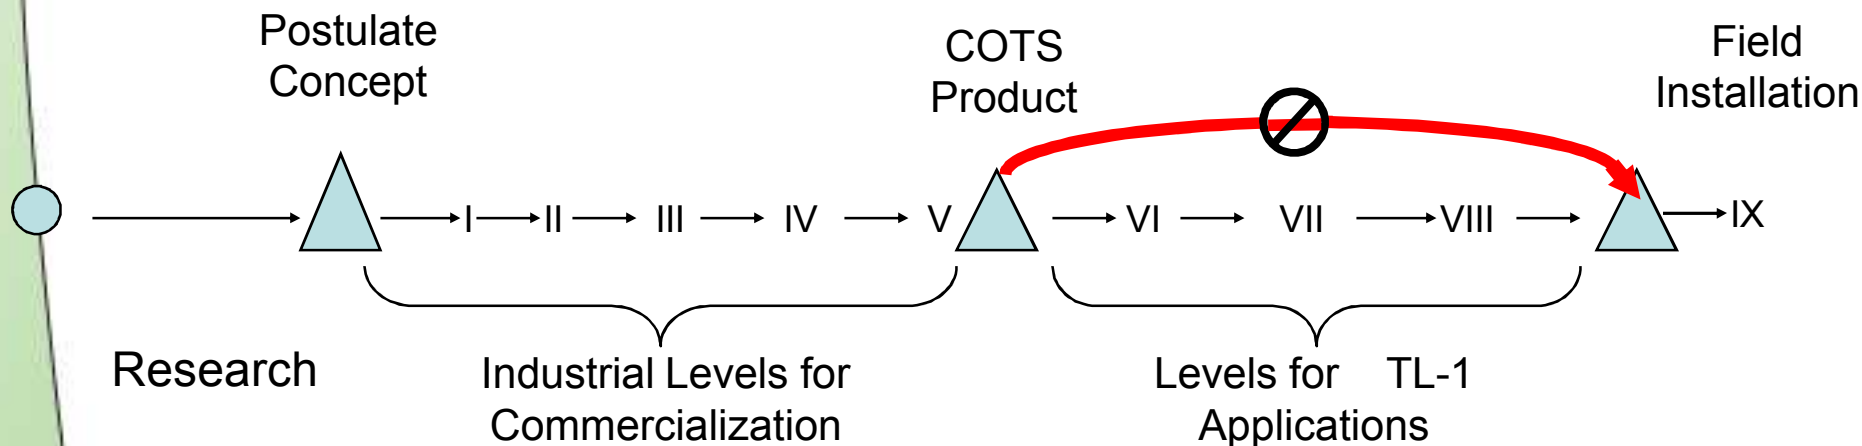 Postulate
Concept
COTS
Product
Field
Installation
I II III IV V VI VII VIII IX
Research
Industrial Levels for
Commercialization
Levels for TL-1
Applications